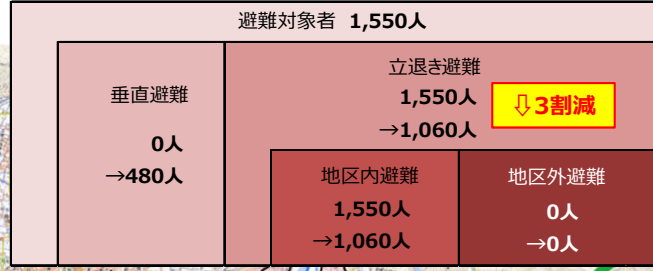 避難対象者 1,550人
垂直避難
0人
→480人
立退き避難
1,550人
→1,060人
⇩3割減
地区内避難
1,550人
→1,060人
地区外避難
0人
→0人